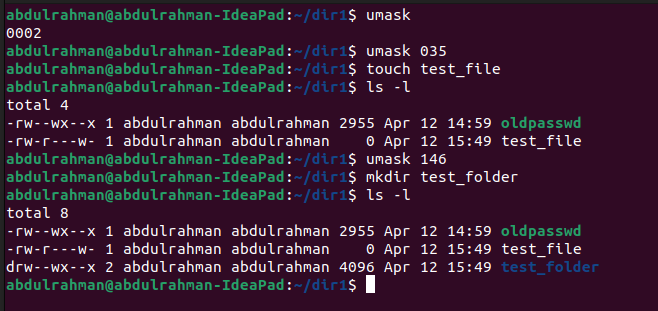 abdulrahman@abdulrahman-IdeaPad:~/dir1$ umask
0002
abdulrahman@abdulrahman-IdeaPad:~/dir1$ umask 035
abdulrahman@abdulrahman-IdeaPad:~/dir1$ touch test_file
abdulrahman@abdulrahman-IdeaPad:~/dir1$ ls -l
total 4
-rw--wx--x 1 abdulrahman abdulrahman 2955 Apr 12 14:59 oldpasswd
-rw-r---w- 1 abdulrahman abdulrahman    0 Apr 12 15:49 test_file
abdulrahman@abdulrahman-IdeaPad:~/dir1$ umask 146
abdulrahman@abdulrahman-IdeaPad:~/dir1$ mkdir test_folder
abdulrahman@abdulrahman-IdeaPad:~/dir1$ ls -l
total 8
-rw--wx--x 1 abdulrahman abdulrahman 2955 Apr 12 14:59 oldpasswd
-rw-r---w- 1 abdulrahman abdulrahman    0 Apr 12 15:49 test_file
drw--wx--x 2 abdulrahman abdulrahman 4096 Apr 12 15:49 test_folder
abdulrahman@abdulrahman-IdeaPad:~/dir1$